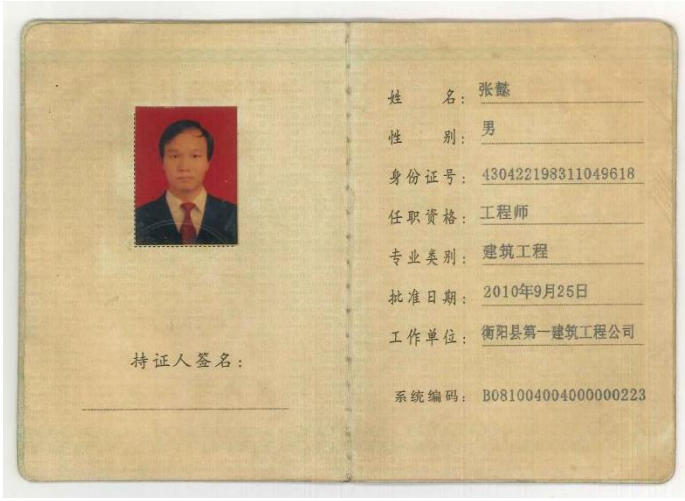 姓 名： 张懿
性 别： 男
身份证号： 430422198311049618
任职资格： 工程师
专业类别： 建筑工程
批准日期： 2010年9月25日
工作单位： 衡阳县第一建筑工程公司
系统编码： B081004004000000223
持证人签名：